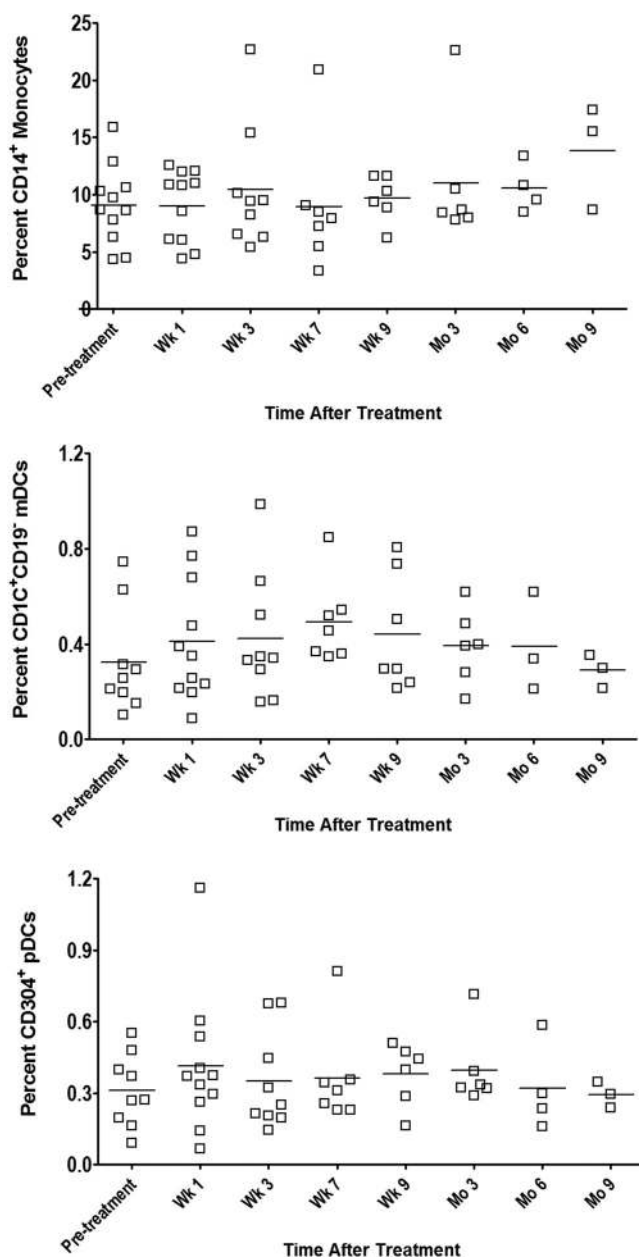 25
20
15
10
5
0
Percent CD14⁺ Monocytes
Pre-treatment
Wk 1
Wk 3
Wk 7
Wk 9
Mo 3
Mo 6
Mo 9
Time After Treatment
1.2
0.8
0.4
0.0
Percent CD1C⁺CD19⁻ mDCs
Pre-treatment
Wk 1
Wk 3
Wk 7
Wk 9
Mo 3
Mo 6
Mo 9
Time After Treatment
1.2
0.9
0.6
0.3
0.0
Percent CD304⁺ pDCs
Pre-treatment
Wk 1
Wk 3
Wk 7
Wk 9
Mo 3
Mo 6
Mo 9
Time After Treatment